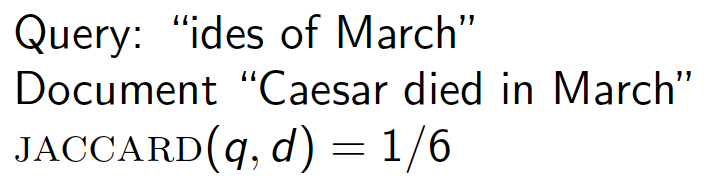 Query: “ides of March”
Document “Caesar died in March”
JACCARD(q, d) = 1/6